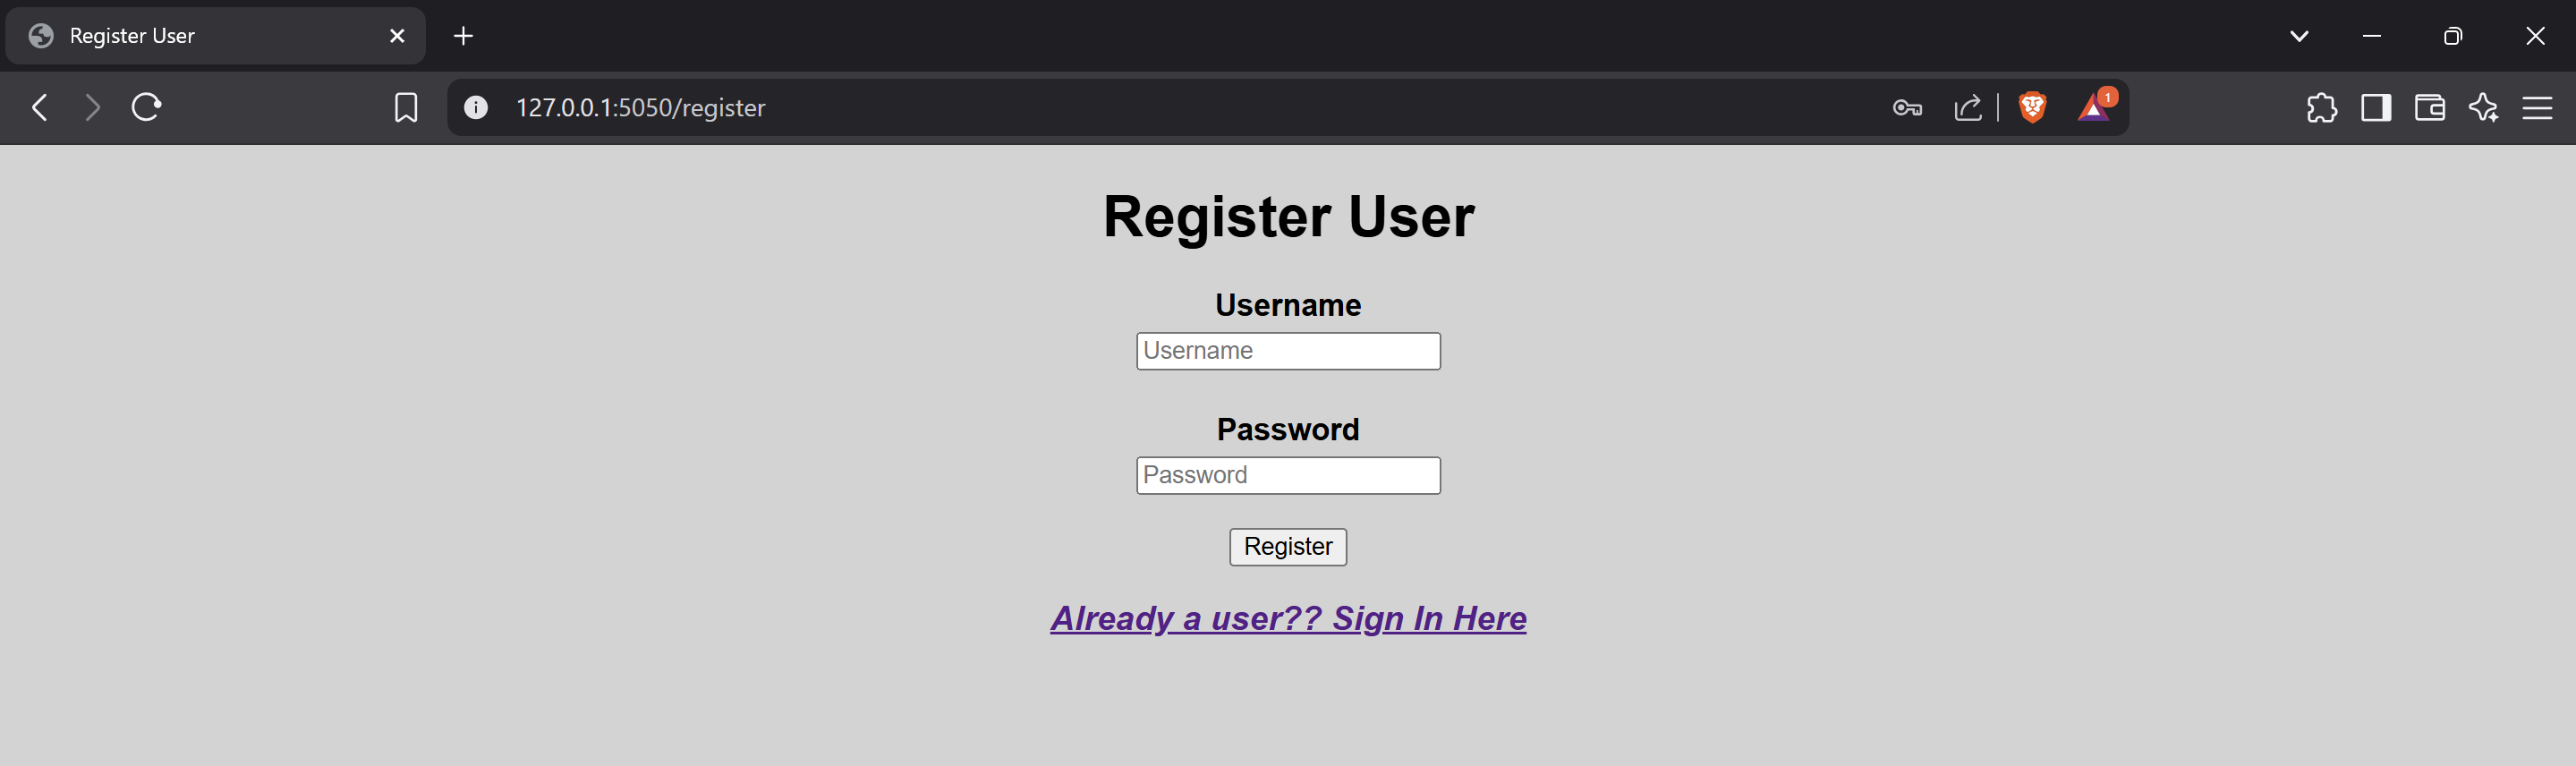 Register User
127.0.0.1:5050/register
1
Register User
Username
Username
Password
Password
Register
Already a user?? Sign In Here